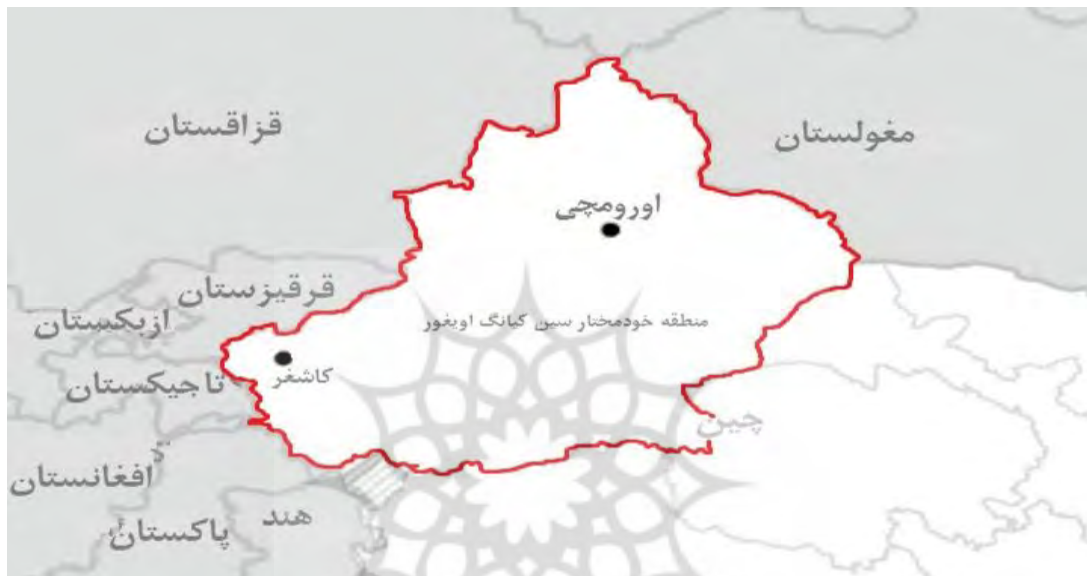 قزاقستان
مغولستان
اورومچی
قرقیزستان
ازبکستان
منطقه خودمختار سین کیانگ اویغور
کاشغر
تاجیکستان
چین
افغانستان
هند
پاکستان